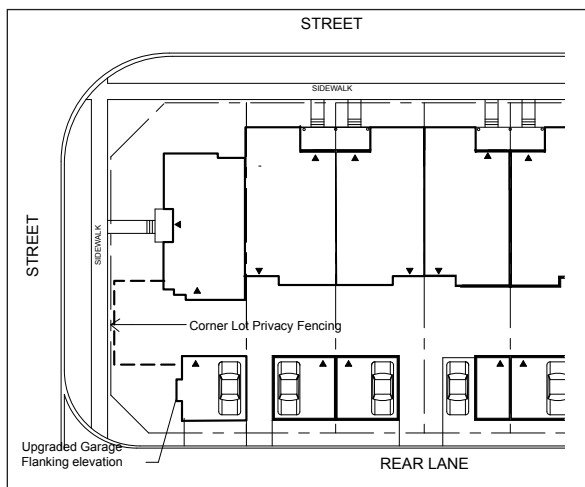 STREET
SIDEWALK
STREET
SIDEWALK
Corner Lot Privacy Fencing
Upgraded Garage
Flanking elevation
REAR LANE